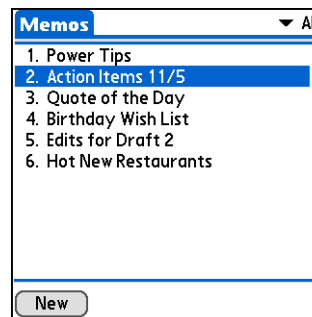 Memos
1. Power Tips
2. Action Items 11/5
3. Quote of the Day
4. Birthday Wish List
5. Edits for Draft 2
6. Hot New Restaurants
New